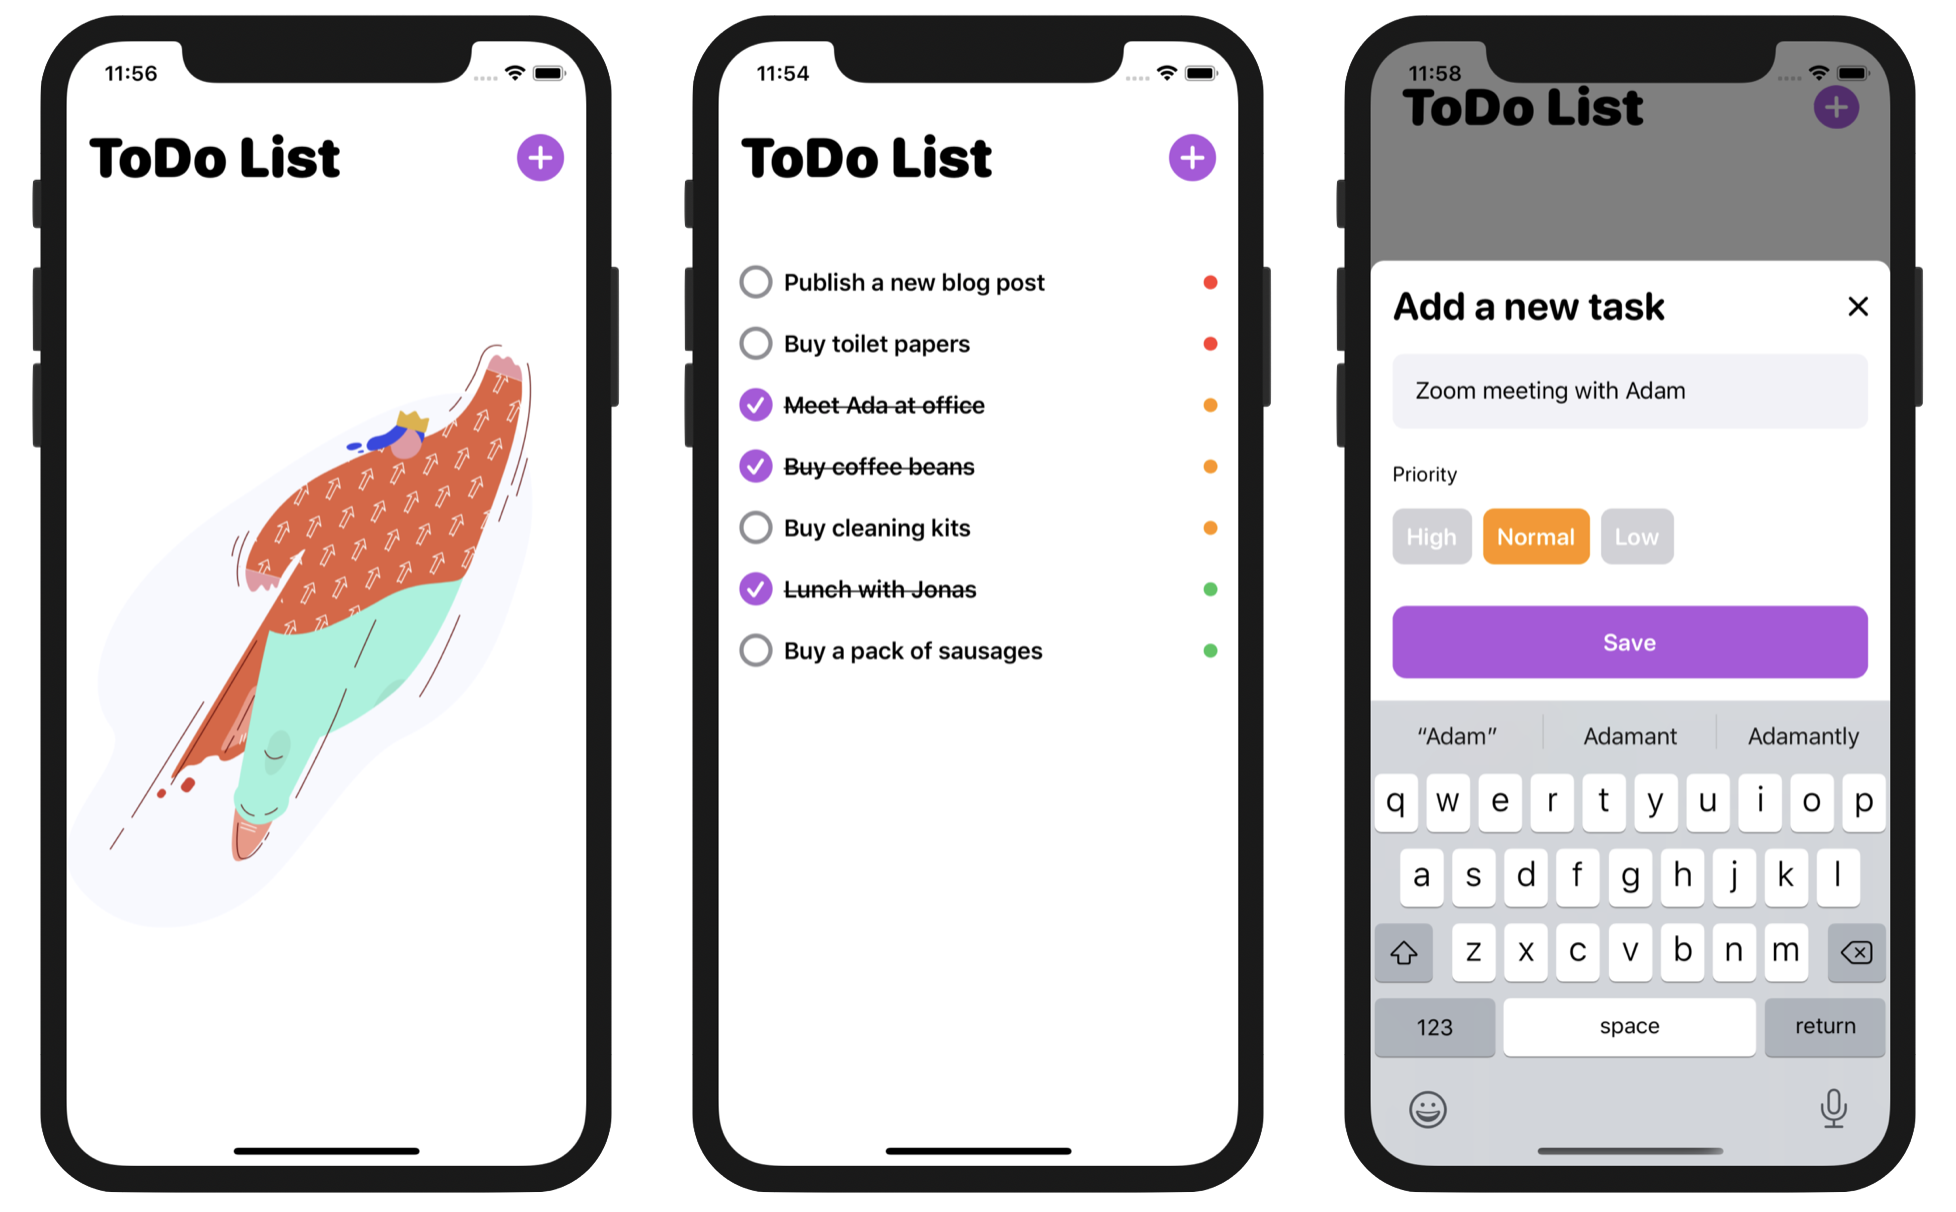 11:56
ToDo List
11:54
ToDo List
Publish a new blog post
Buy toilet papers
Meet Ada at office
Buy coffee beans
Buy cleaning kits
Lunch with Jonas
Buy a pack of sausages
11:58
ToDo List
Add a new task
Zoom meeting with Adam
Priority
High Normal Low
Save
“Adam” Adamant Adamantly
q w e r t y u i o p
a s d f g h j k l
z x c v b n m
123 space return